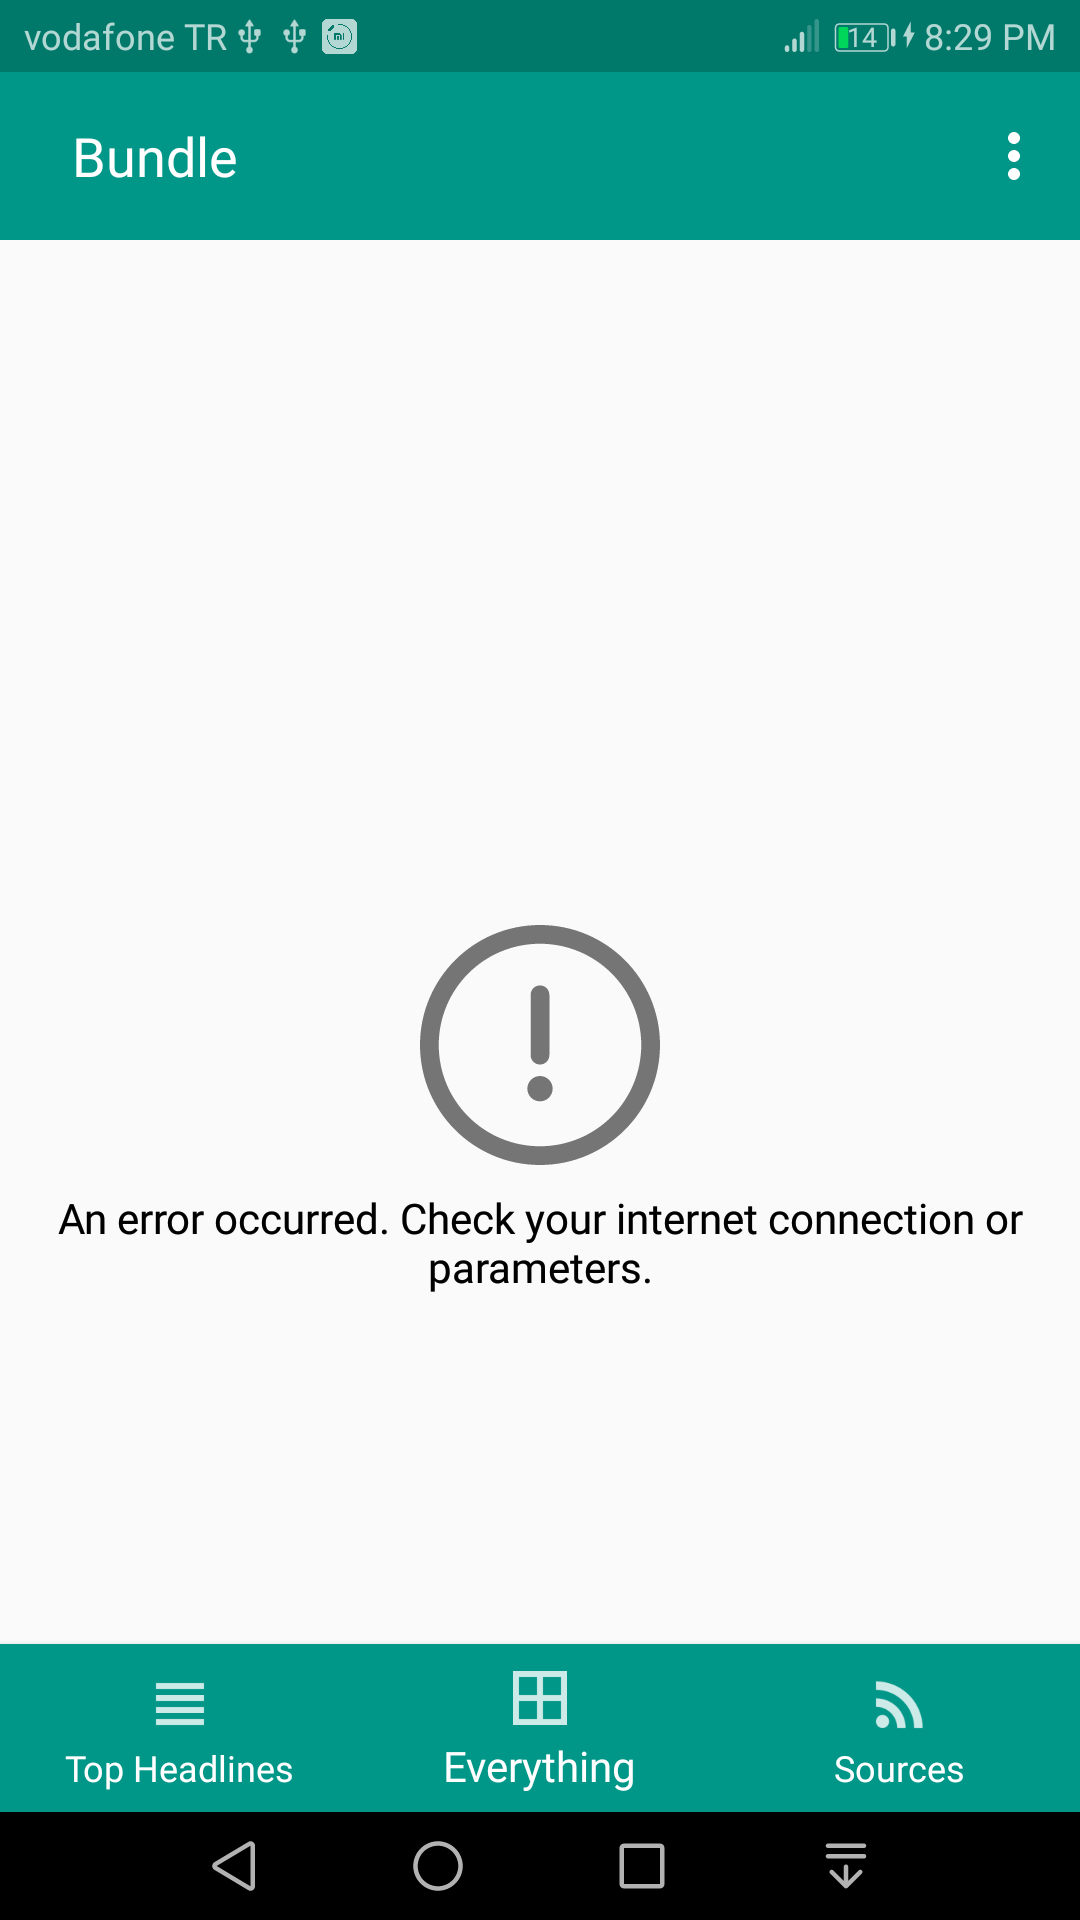 vodafone TR 14 8:29 PM
Bundle
An error occurred. Check your internet connection or
parameters.
Top Headlines Everything Sources